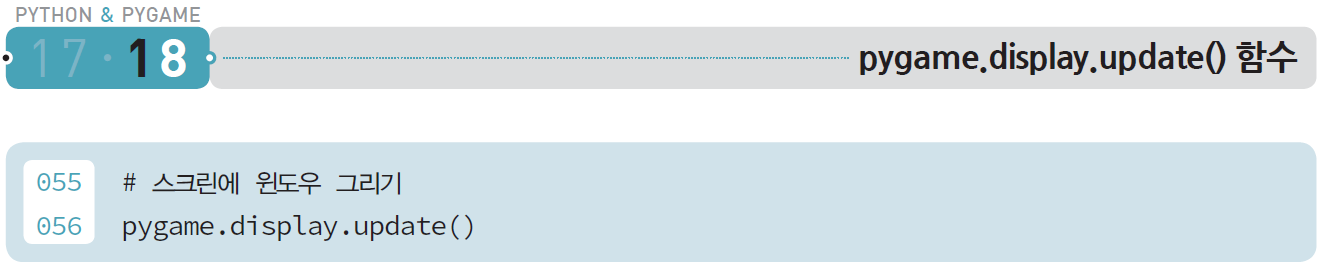 PYTHON & PYGAME
17·18
pygame.display.update() 함수
055 # 스크린에 윈도우 그리기
056 pygame.display.update()